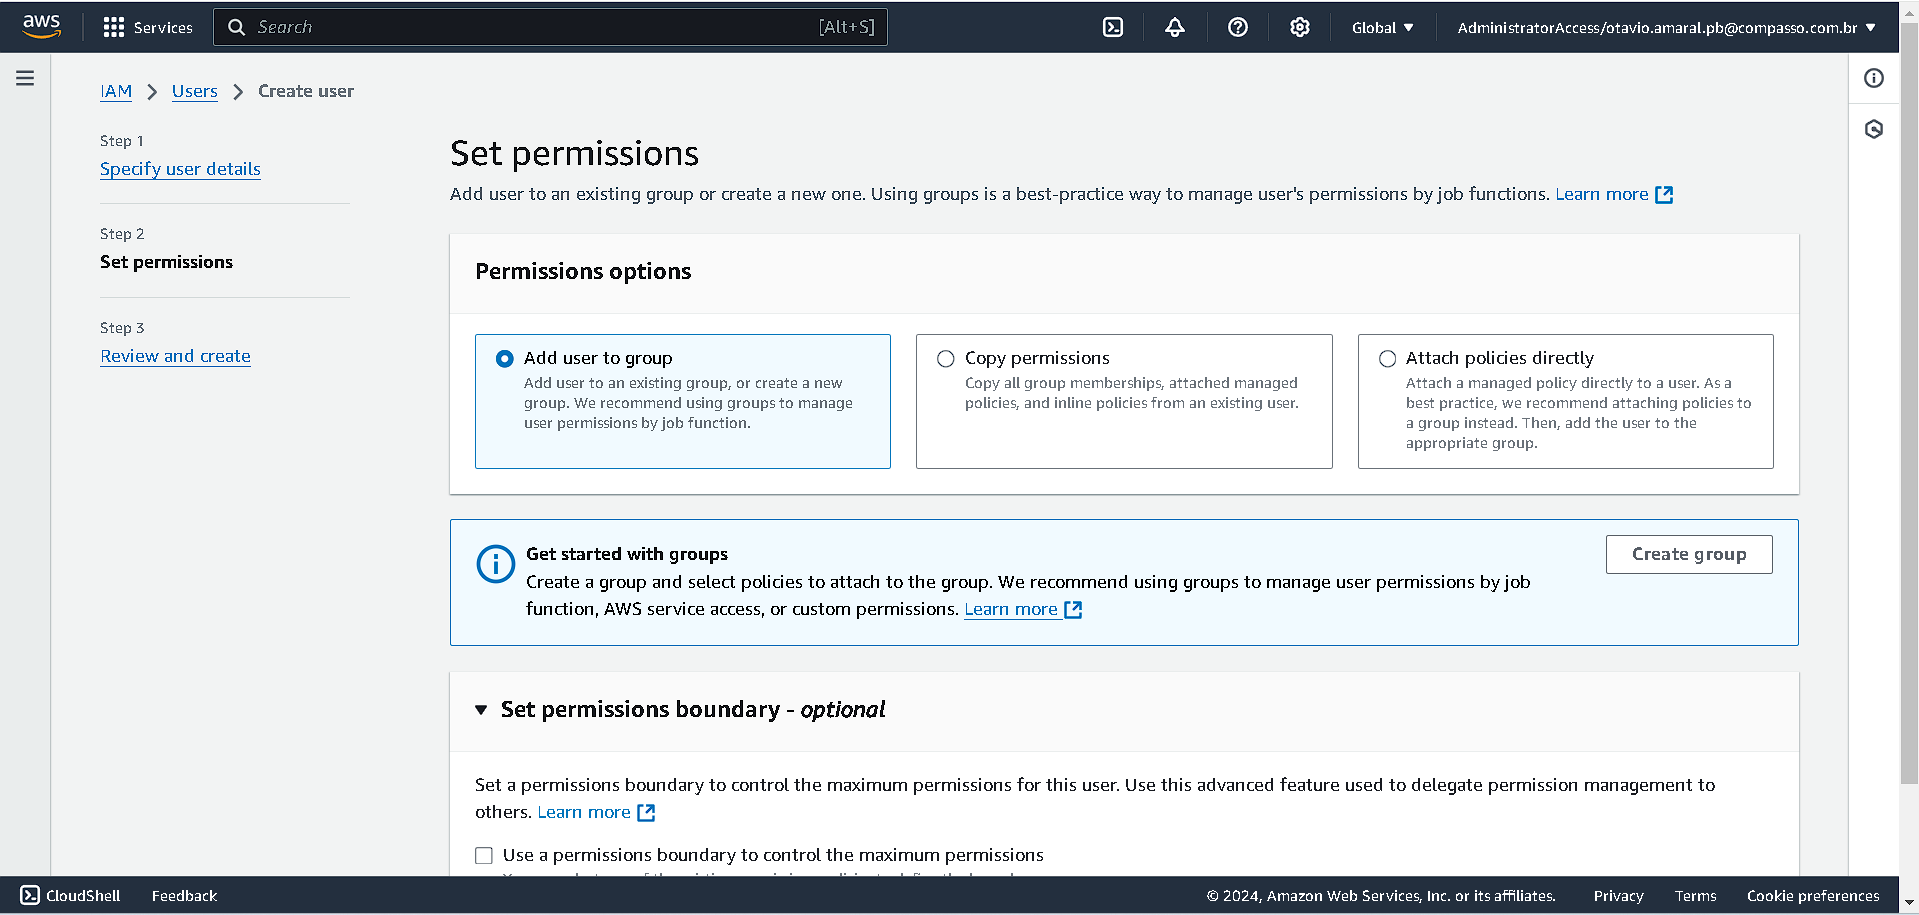 aws
Services
Search
[Alt+S]
Global
AdministratorAccess/otavio.amaral.pb@compasso.com.br
IAM
Users
Create user
Step 1
Specify user details
Step 2
Set permissions
Step 3
Review and create
Set permissions
Add user to an existing group or create a new one. Using groups is a best-practice way to manage user's permissions by job functions. Learn more
Permissions options
Add user to group
Add user to an existing group, or create a new
group. We recommend using groups to manage
user permissions by job function.
Copy permissions
Copy all group memberships, attached managed
policies, and inline policies from an existing user.
Attach policies directly
Attach a managed policy directly to a user. As a
best practice, we recommend attaching policies to
a group instead. Then, add the user to the
appropriate group.
Get started with groups
Create a group and select policies to attach to the group. We recommend using groups to manage user permissions by job
function, AWS service access, or custom permissions. Learn more
Create group
Set permissions boundary - optional
Set a permissions boundary to control the maximum permissions for this user. Use this advanced feature used to delegate permission management to
others. Learn more
Use a permissions boundary to control the maximum permissions
CloudShell
Feedback
© 2024, Amazon Web Services, Inc. or its affiliates.
Privacy
Terms
Cookie preferences